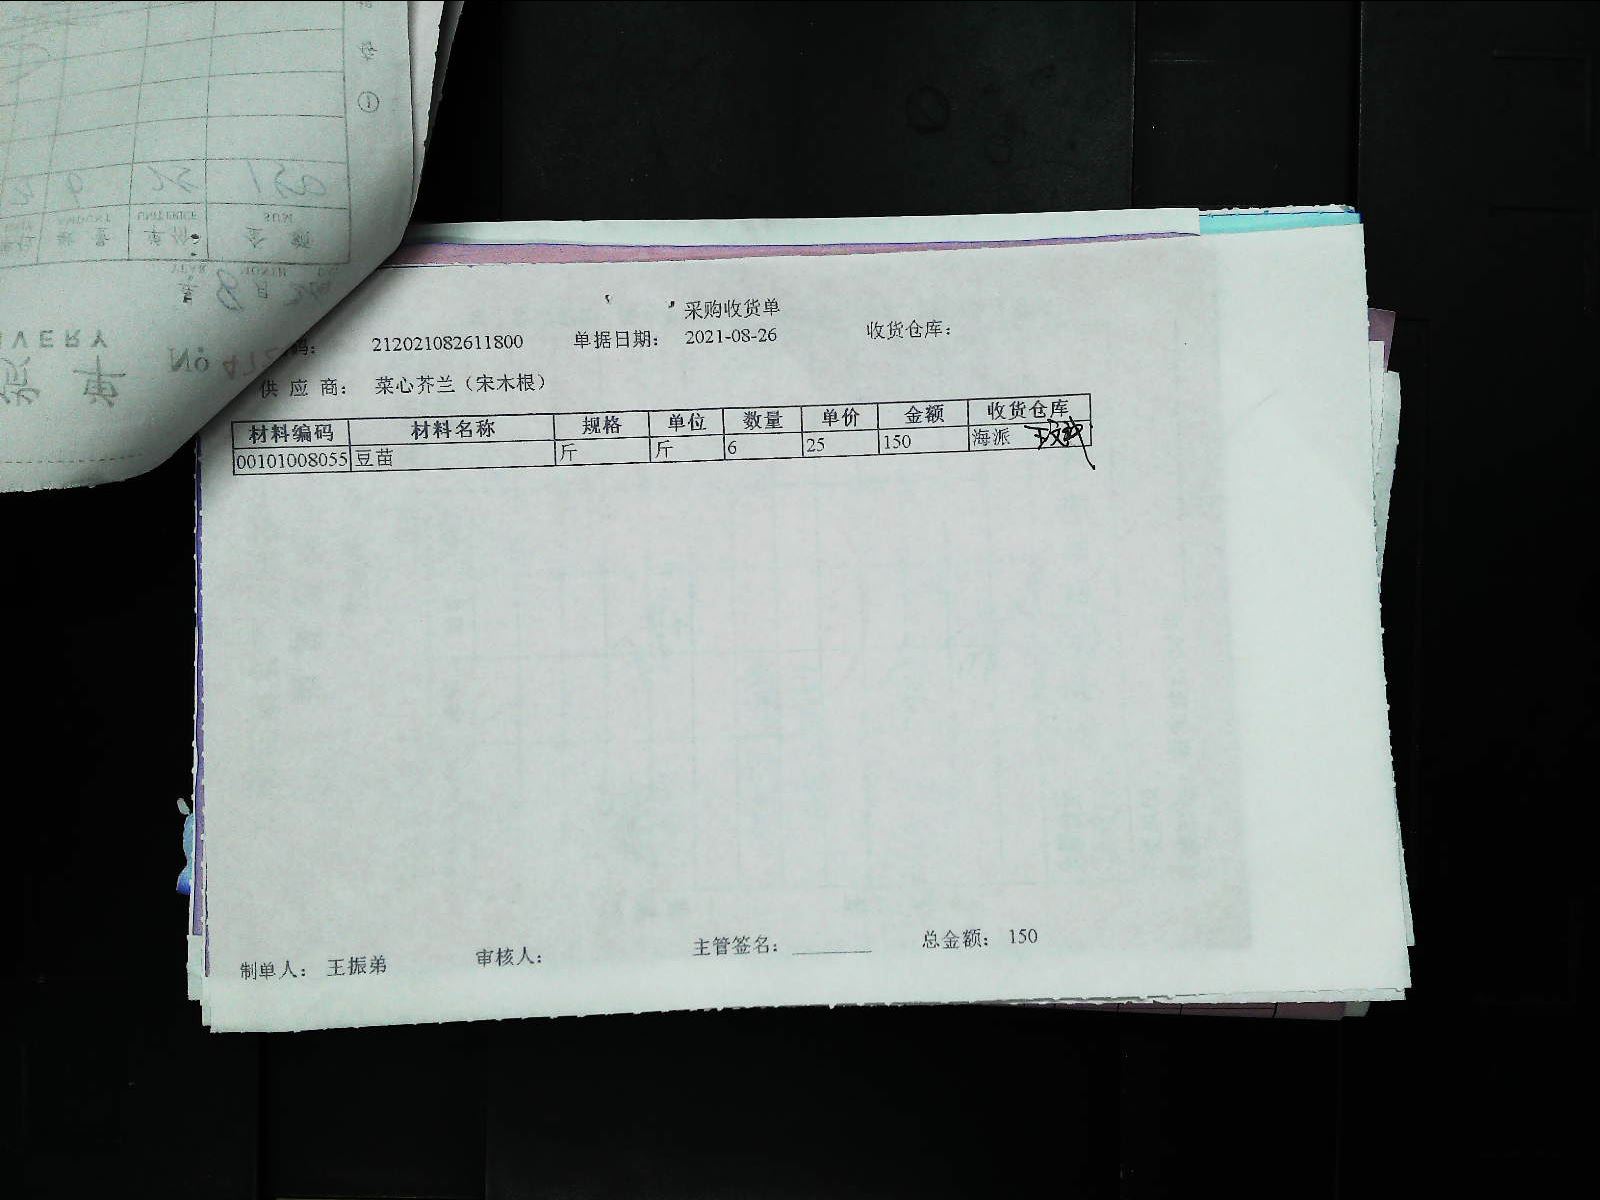 采购收货单
码： 212021082611800 单据日期： 2021-08-26 收货仓库：
供 应 商： 菜心芥兰（宋木根）
材料编码 材料名称 规格 单位 数量 单价 金额 收货仓库
00101008055 豆苗 斤 斤 6 25 150 海派
制单人： 王振弟 审核人： 主管签名： 总金额： 150